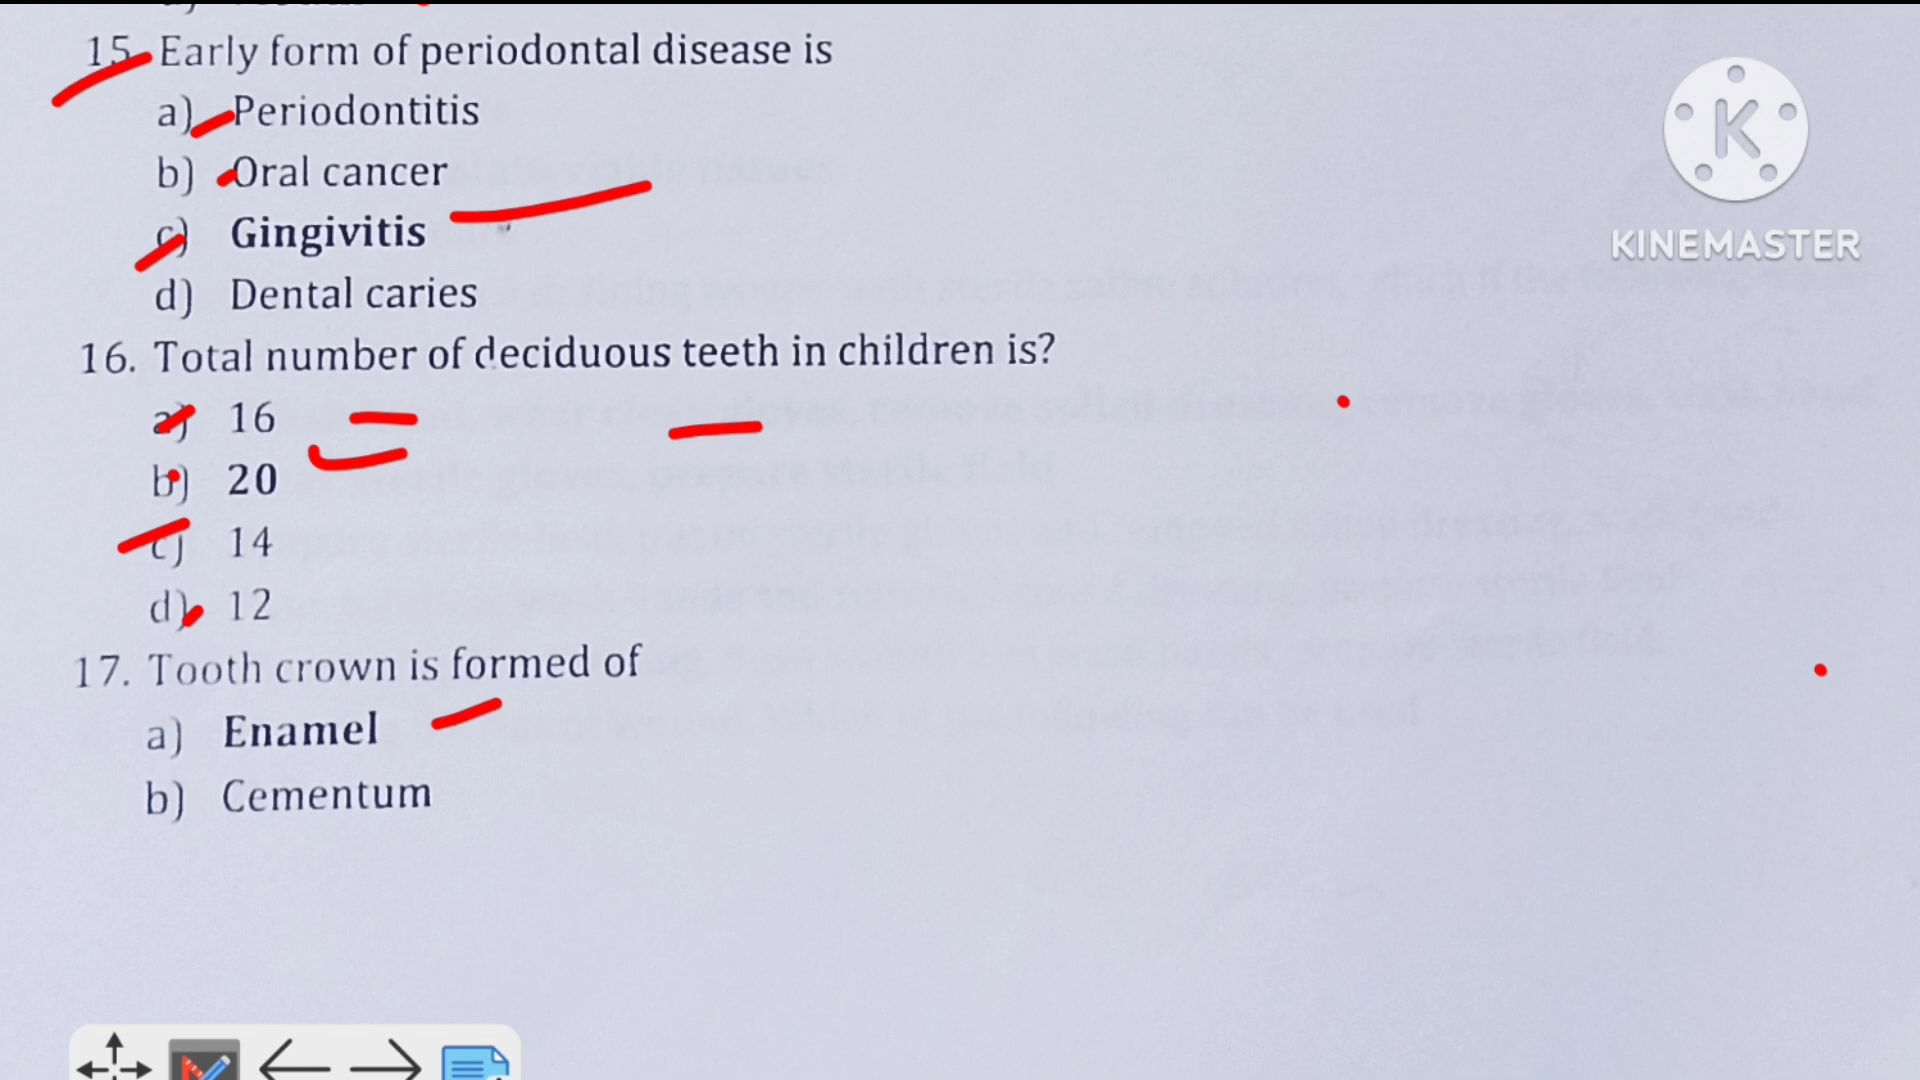 15. Early form of periodontal disease is
a) Periodontitis
b) Oral cancer
c) Gingivitis
d) Dental caries
16. Total number of deciduous teeth in children is?
a) 16
b) 20
c) 14
d) 12
17. Tooth crown is formed of
a) Enamel
b) Cementum
K
KINEMASTER